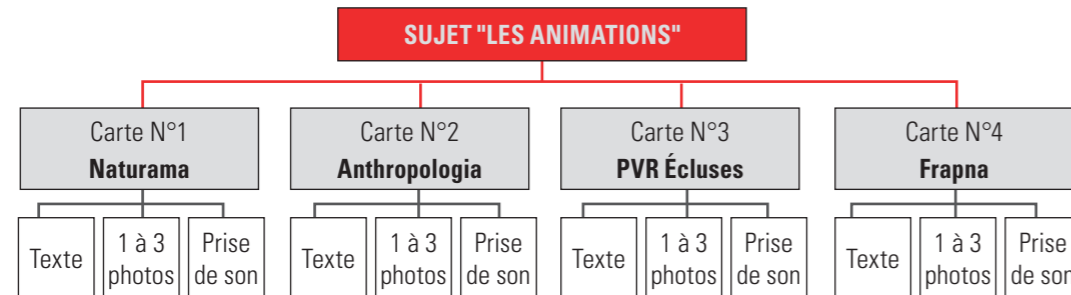 SUJET "LES ANIMATIONS"
Carte N°1
Naturama
Carte N°2
Anthropologia
Carte N°3
PVR Écluses
Carte N°4
Frapna
Texte
1 à 3
photos
Prise
de son
Texte
1 à 3
photos
Prise
de son
Texte
1 à 3
photos
Prise
de son
Texte
1 à 3
photos
Prise
de son